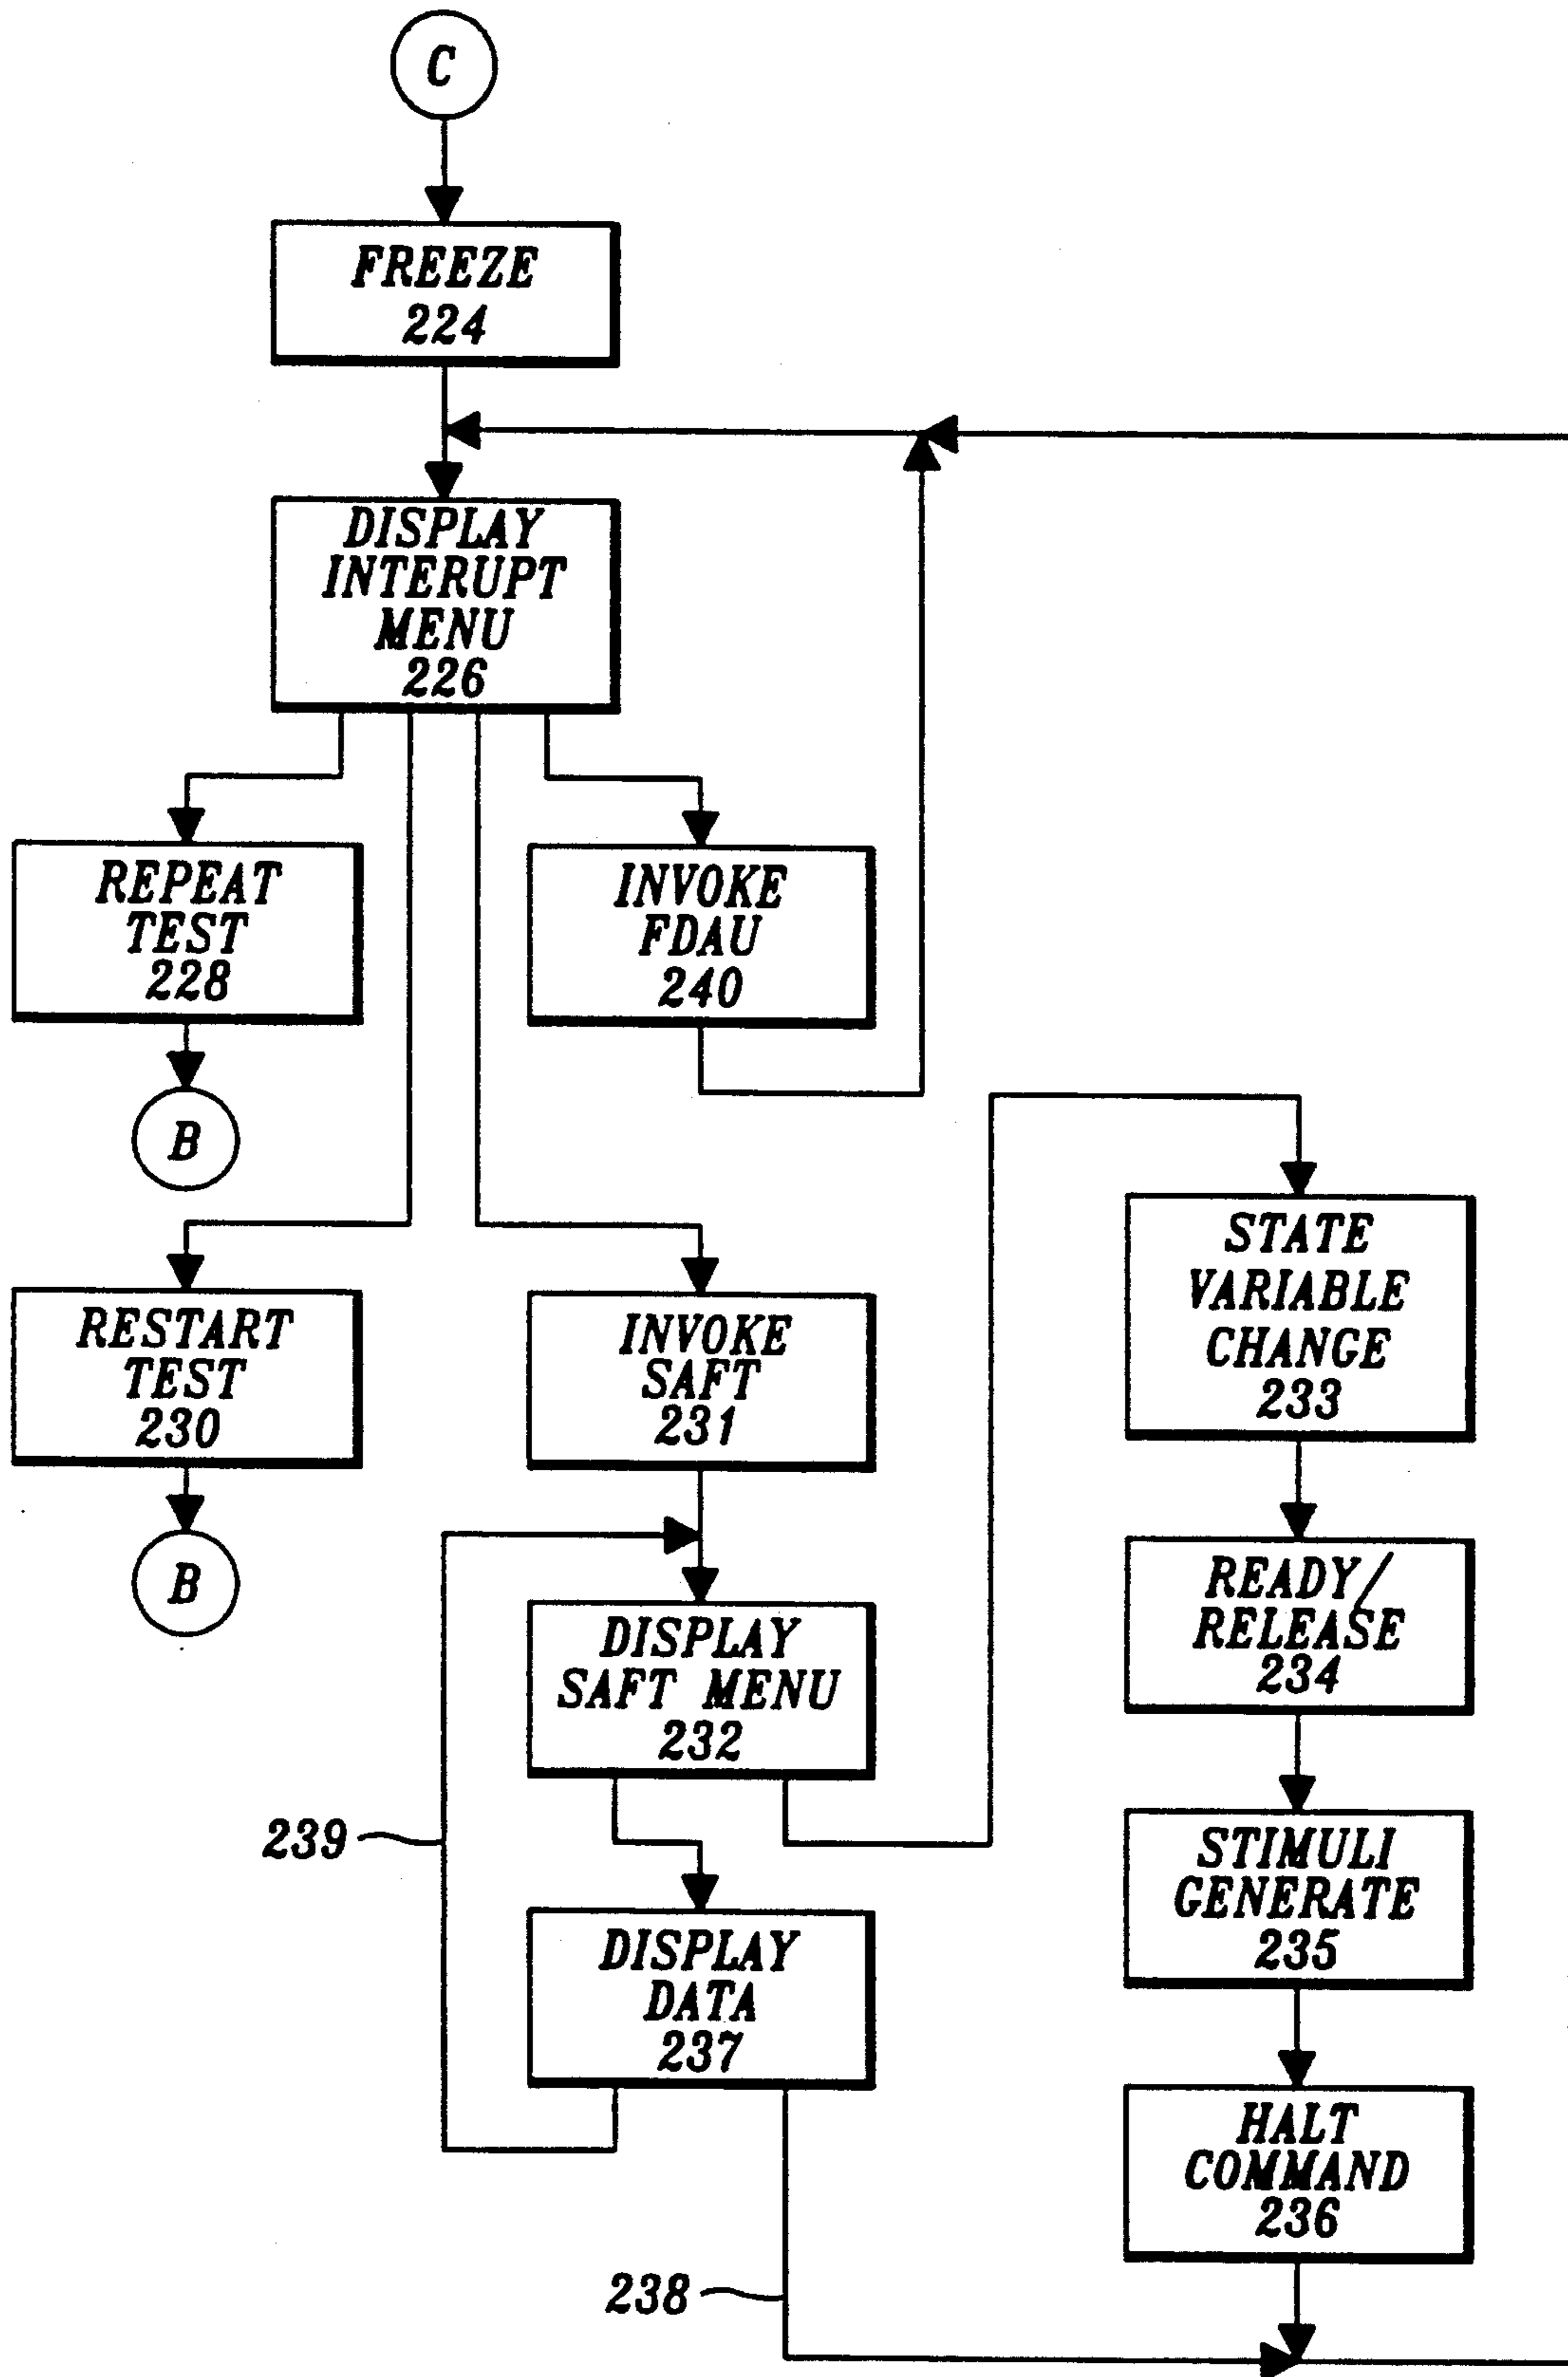 C
FREEZE
224
DISPLAY
INTERUPT
MENU
226
REPEAT
TEST
228
INVOKE
FDAU
240
B
RESTART
TEST
230
B
INVOKE
SAFT
231
DISPLAY
SAFT MENU
232
239
DISPLAY
DATA
237
238
STATE
VARIABLE
CHANGE
233
READY/
RELEASE
234
STIMULI
GENERATE
235
HALT
COMMAND
236